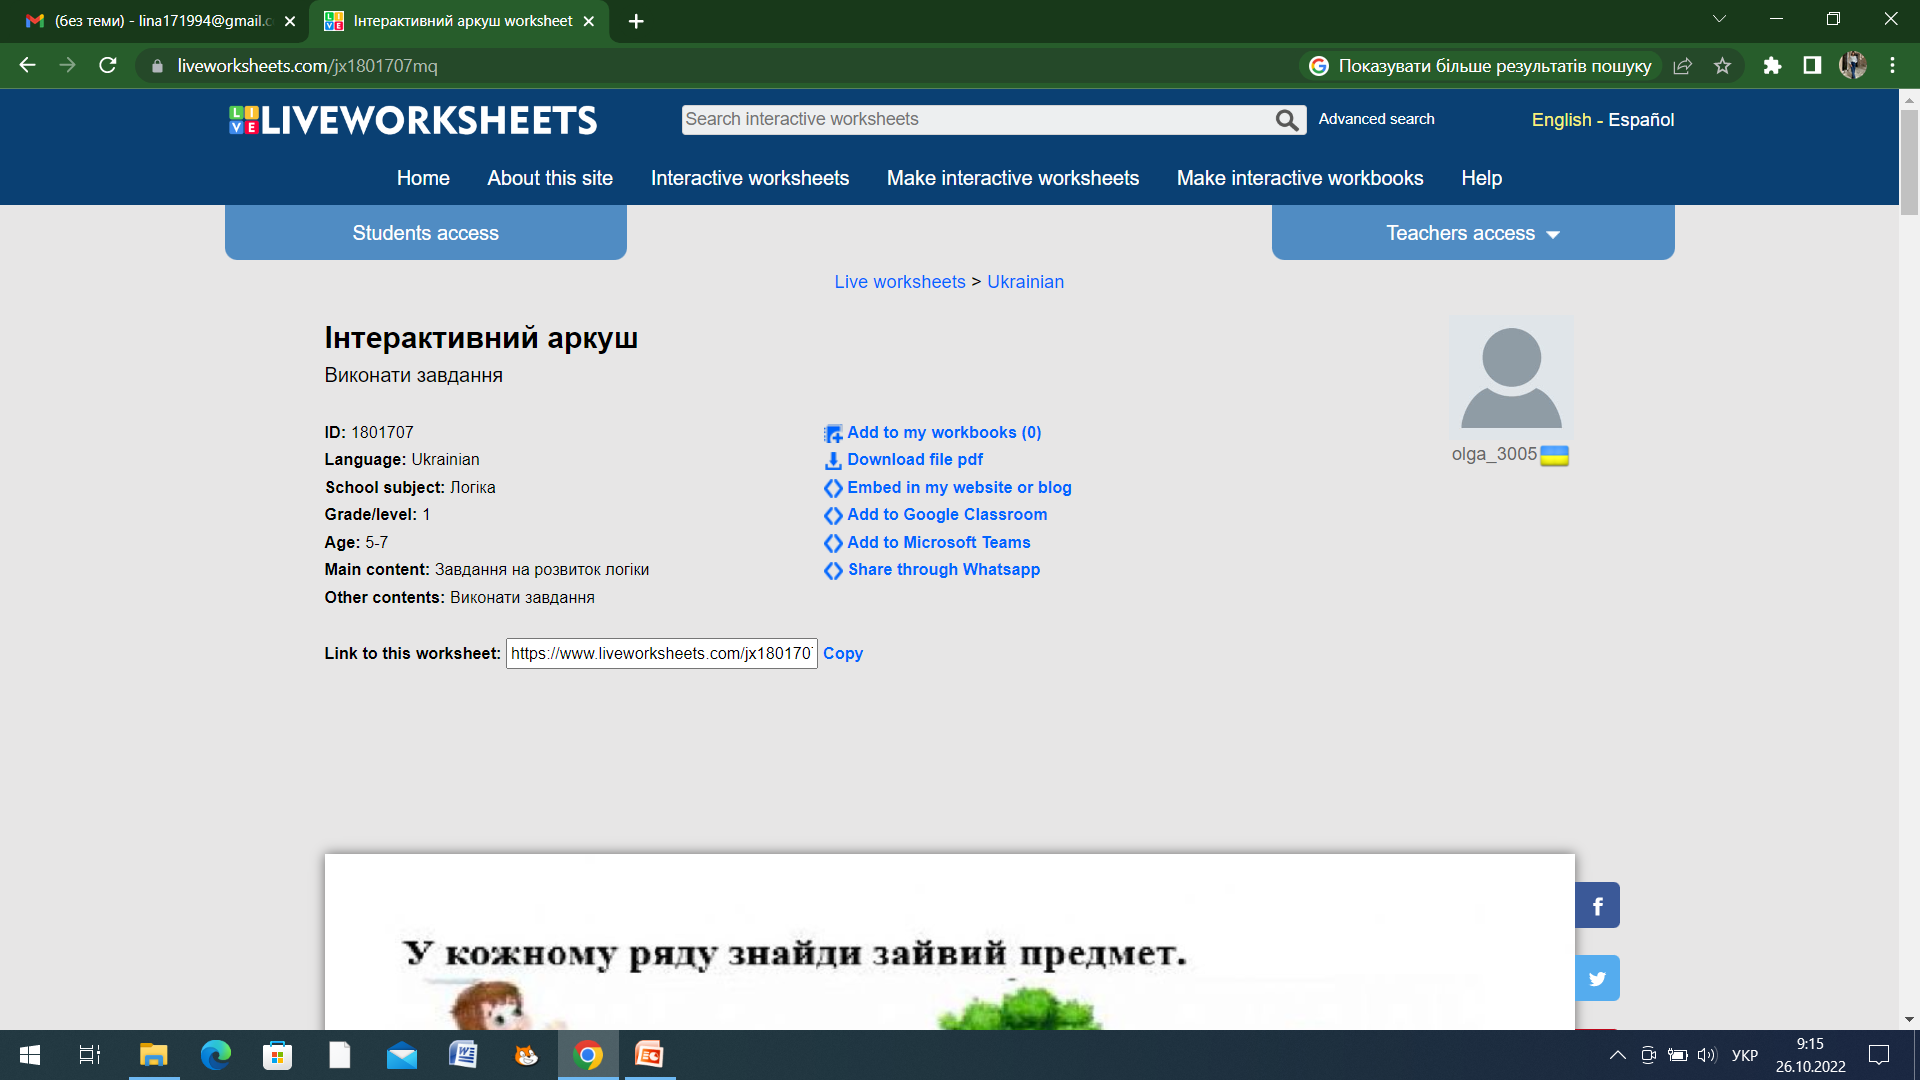 (без теми) - lina171994@gmail.c
Інтерактивний аркуш worksheet
liveworksheets.com/jx1801707mq
Показувати більше результатів пошуку
LIVE
LIVEWORKSHEETS
Search interactive worksheets
Advanced search
English - Español
Home
About this site
Interactive worksheets
Make interactive worksheets
Make interactive workbooks
Help
Students access
Teachers access
Live worksheets > Ukrainian
Інтерактивний аркуш
Виконати завдання
ID: 1801707
Language: Ukrainian
School subject: Логіка
Grade/level: 1
Age: 5-7
Main content: Завдання на розвиток логіки
Other contents: Виконати завдання
Add to my workbooks (0)
Download file pdf
Embed in my website or blog
Add to Google Classroom
Add to Microsoft Teams
Share through Whatsapp
olga_3005
Link to this worksheet: https://www.liveworksheets.com/jx180170 Copy
У кожному ряду знайди зайвий предмет.
УКР
9:15
26.10.2022